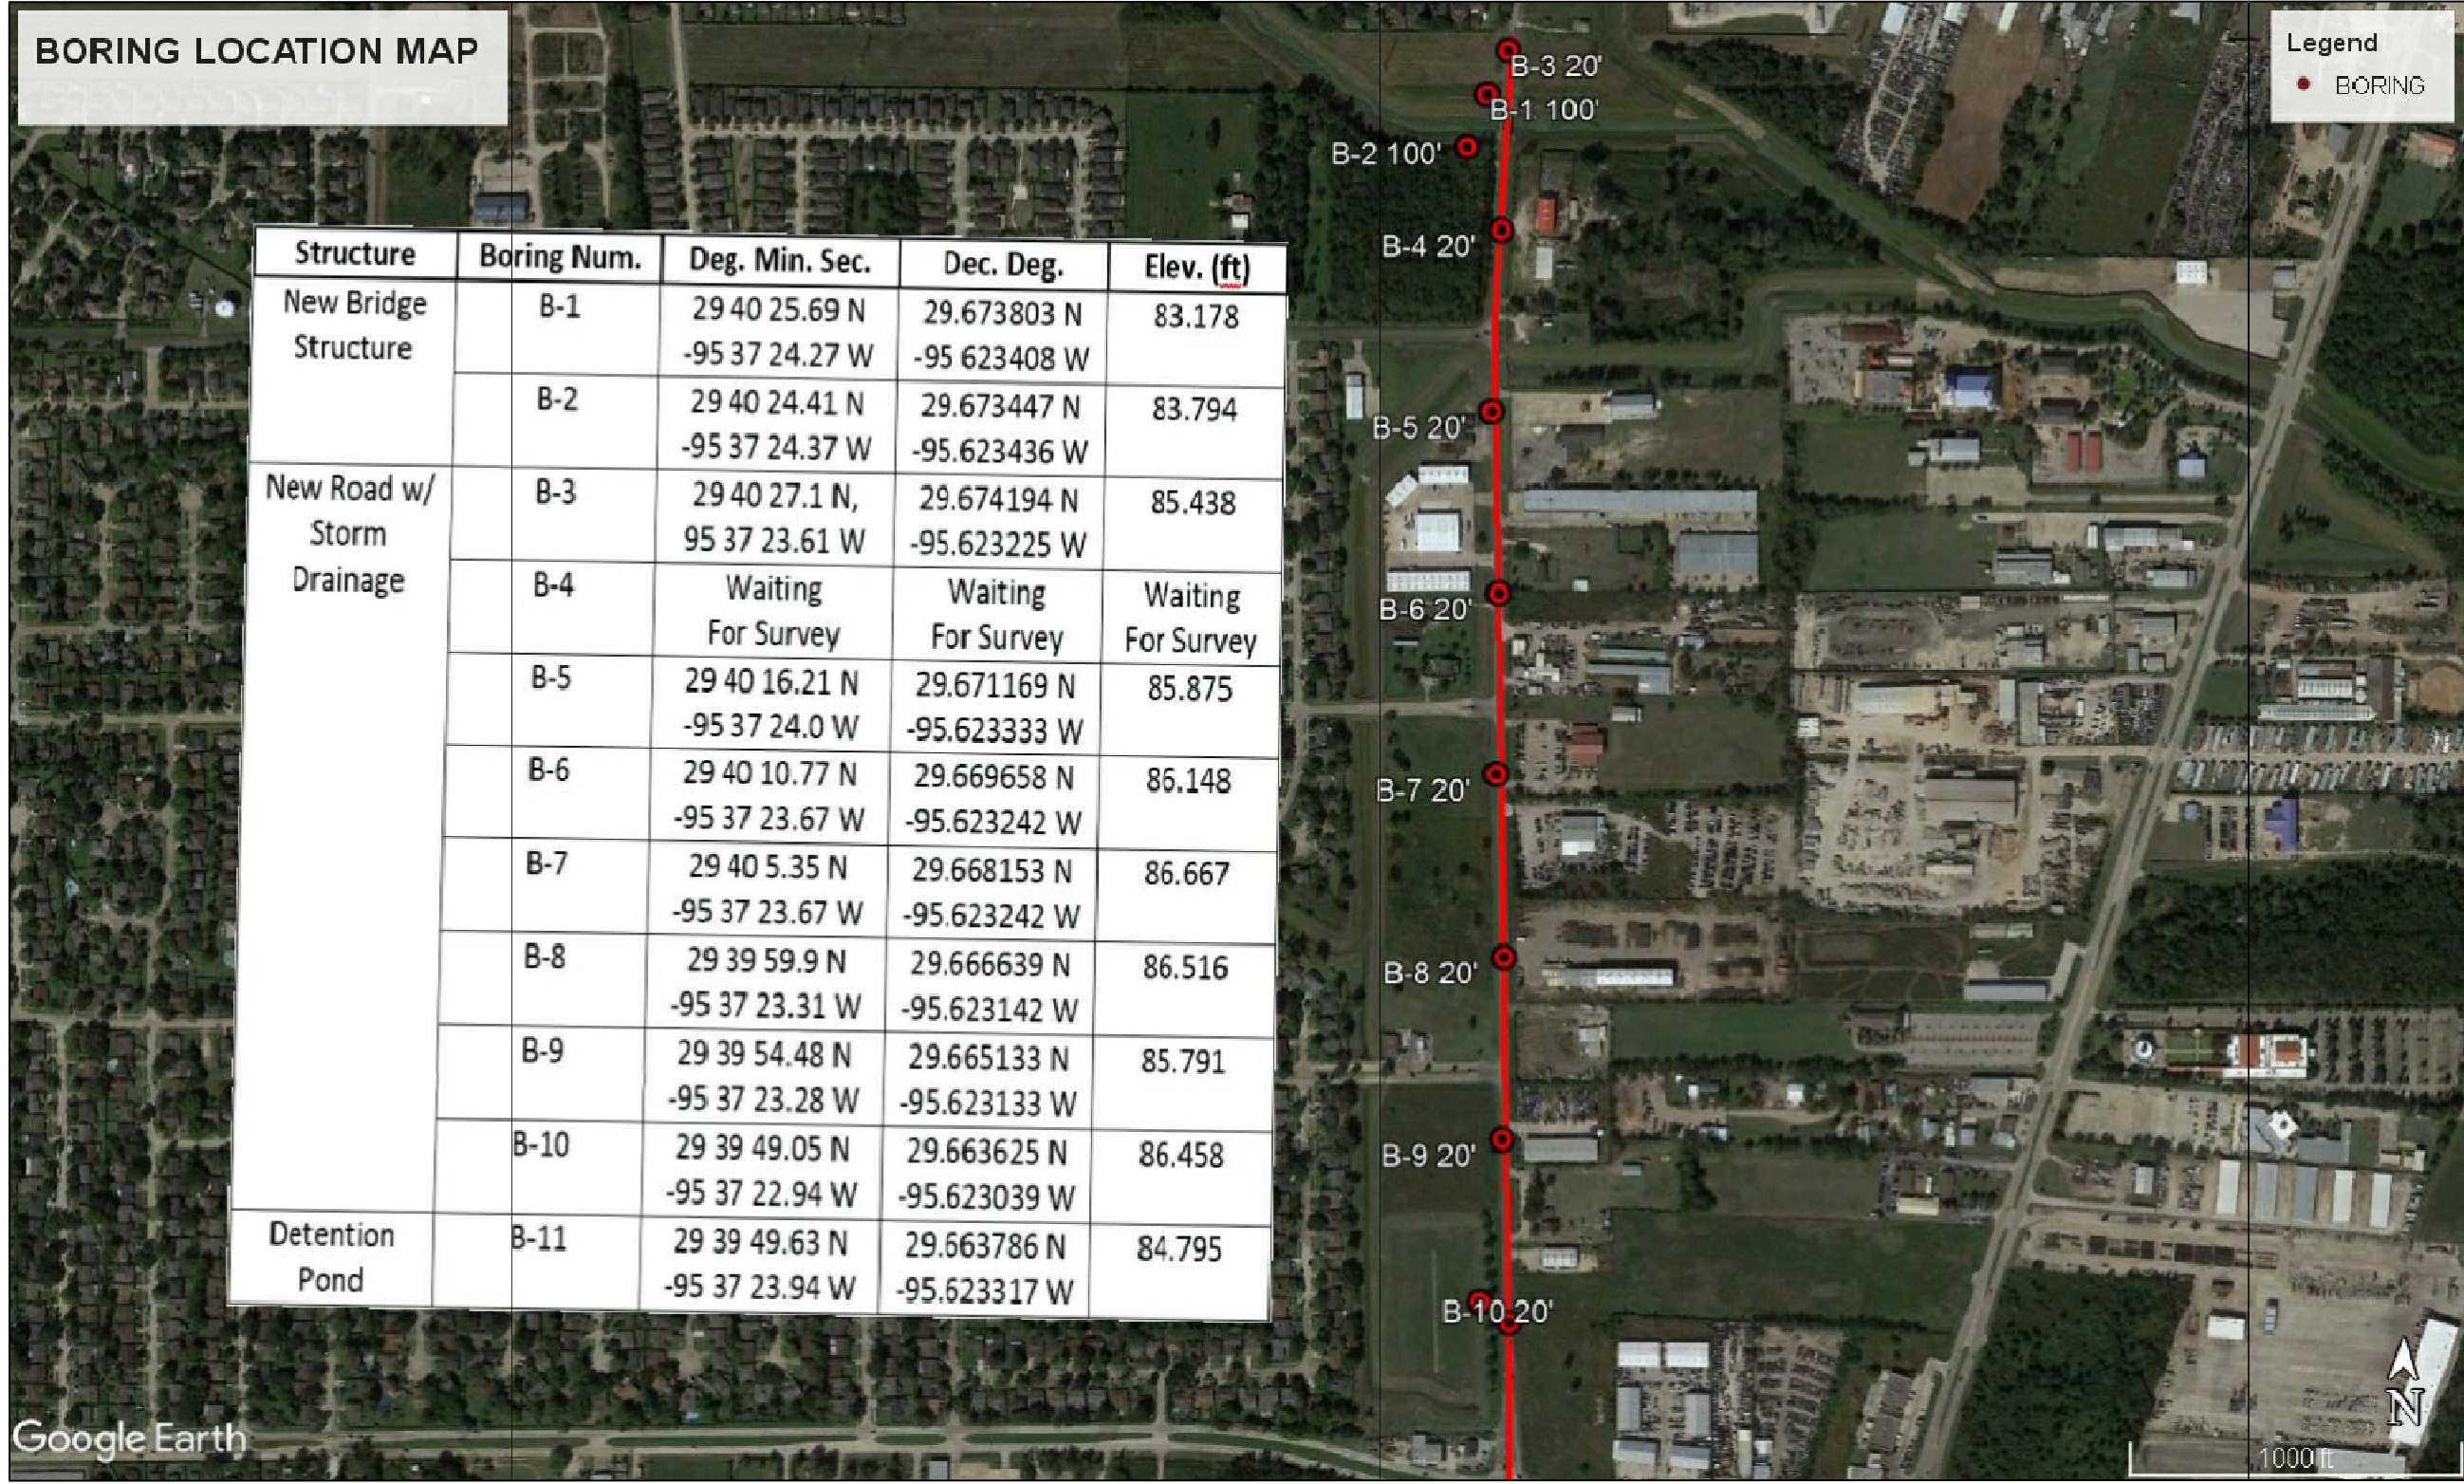 BORING LOCATION MAP
Legend
BORING
B-3 20'
B-1 100'
B-2 100'
B-4 20'
B-5 20'
B-6 20'
B-7 20'
B-8 20'
B-9 20'
B-10 20'
Structure Boring Num. Deg. Min. Sec. Dec. Deg. Elev. (ft)
New Bridge B-1 29 40 25.69 N 29.673803 N 83.178
Structure -95 37 24.27 W -95 623408 W
B-2 29 40 24.41 N 29.673447 N 83.794
-95 37 24.37 W -95.623436 W
New Road w/ B-3 29 40 27.1 N, 29.674194 N 85.438
Storm 95 37 23.61 W -95.623225 W
Drainage B-4 Waiting Waiting Waiting
For Survey For Survey For Survey
B-5 29 40 16.21 N 29.671169 N 85.875
-95 37 24.0 W -95.623333 W
B-6 29 40 10.77 N 29.669658 N 86.148
-95 37 23.67 W -95.623242 W
B-7 29 40 5.35 N 29.668153 N 86.667
-95 37 23.67 W -95.623242 W
B-8 29 39 59.9 N 29.666639 N 86.516
-95 37 23.31 W -95.623142 W
B-9 29 39 54.48 N 29.665133 N 85.791
-95 37 23.28 W -95.623133 W
B-10 29 39 49.05 N 29.663625 N 86.458
-95 37 22.94 W -95.623039 W
Detention B-11 29 39 49.63 N 29.663786 N 84.795
Pond -95 37 23.94 W -95.623317 W
Google Earth
N
1000 ft